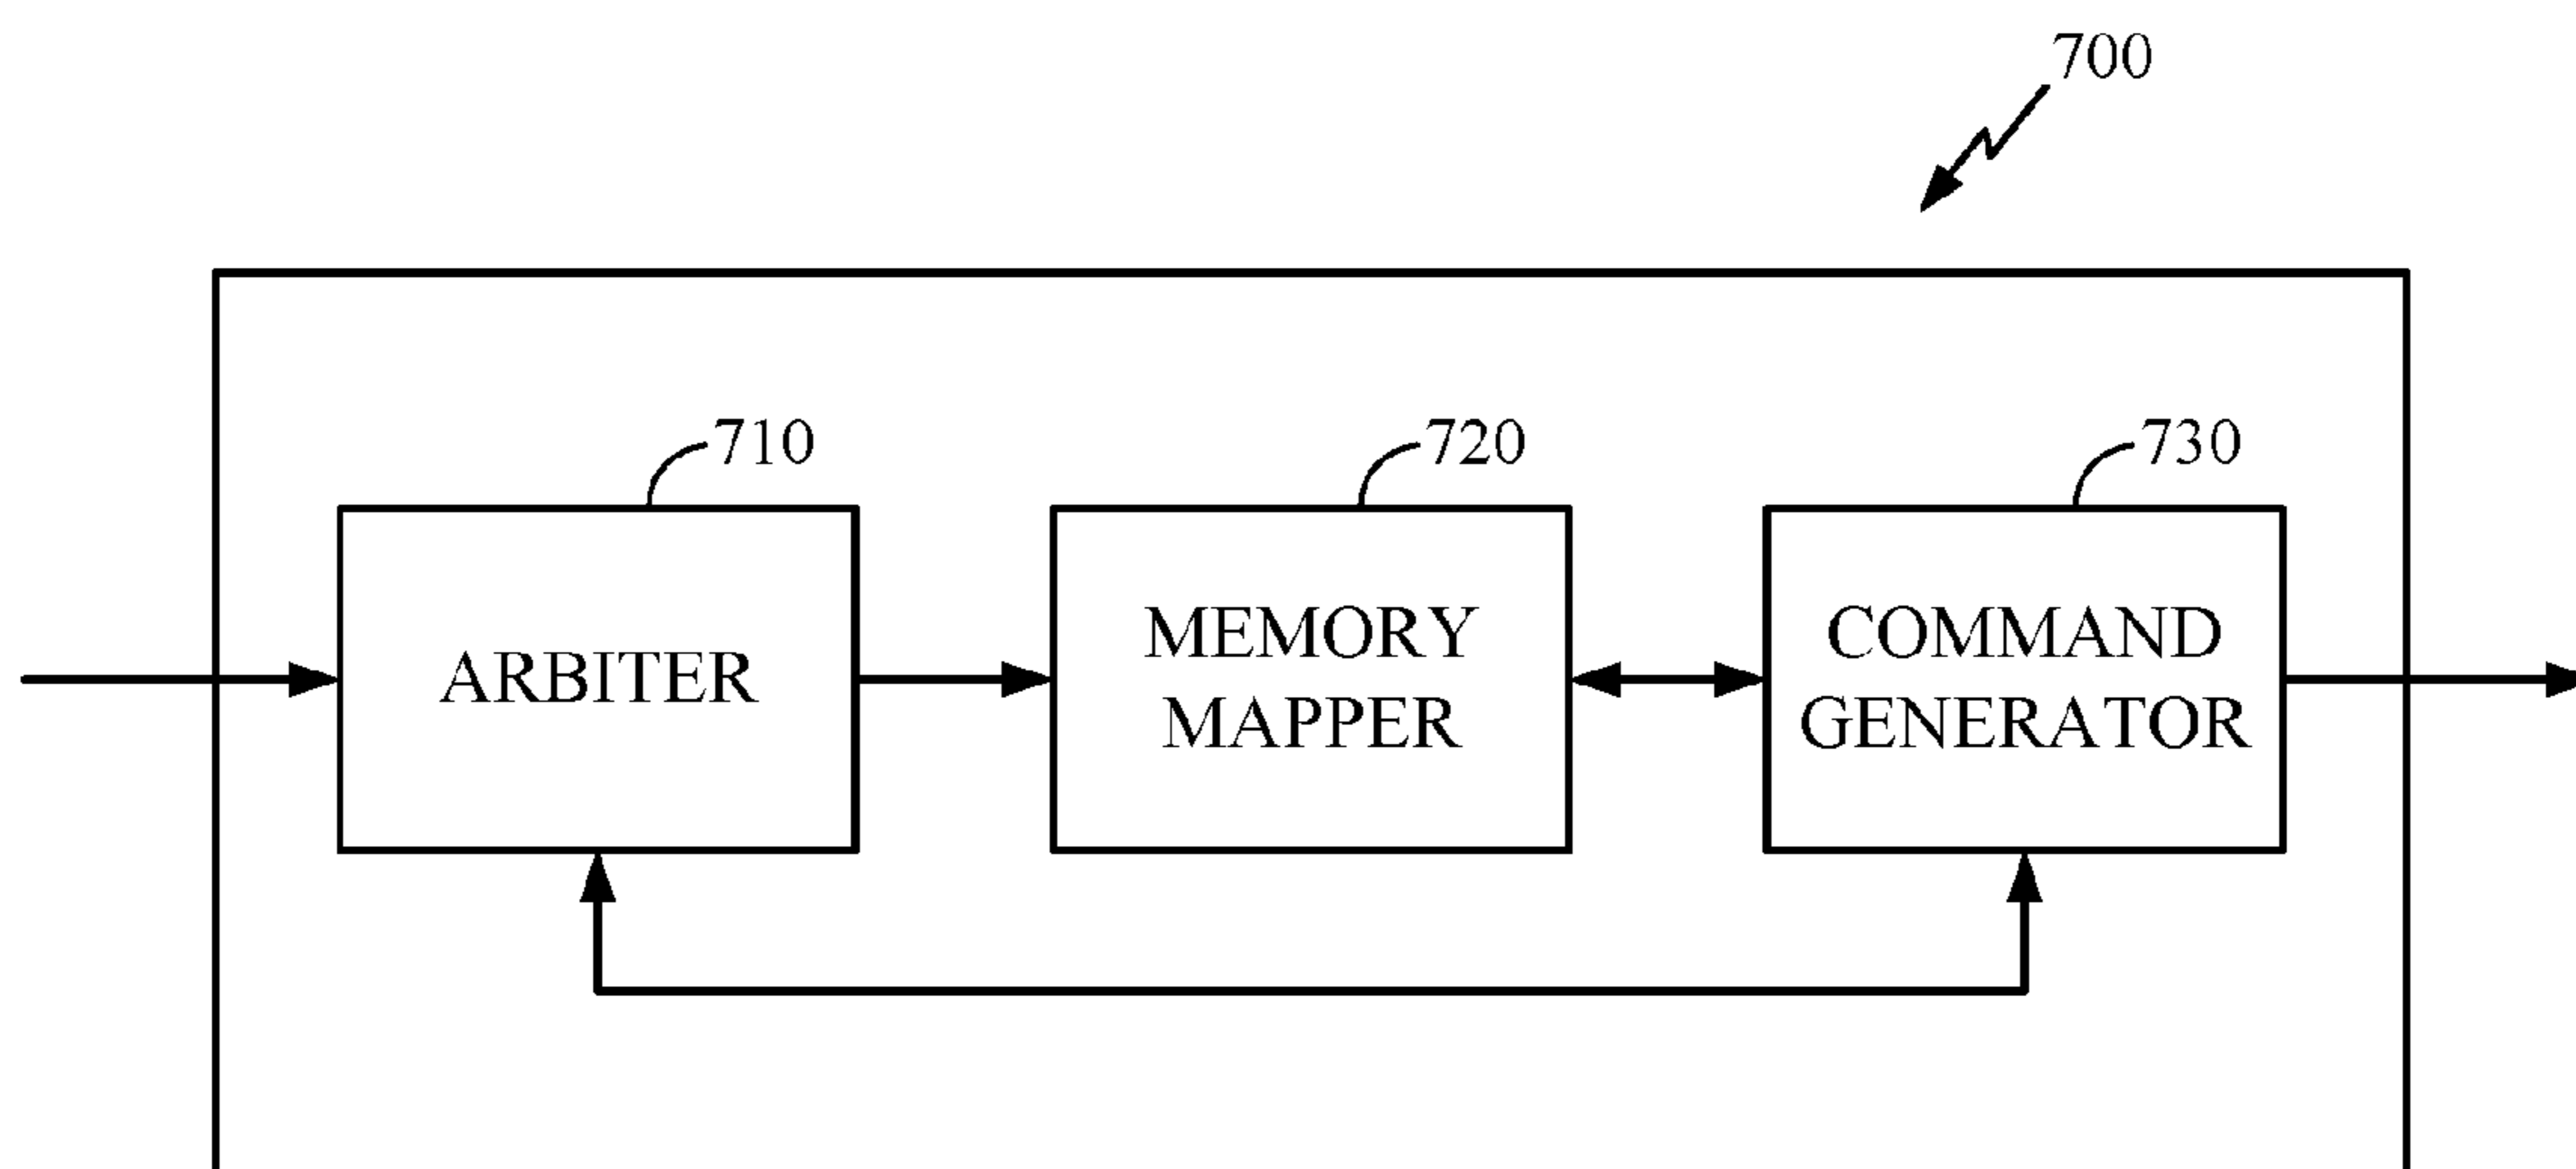 700
710
720
730
ARBITER
MEMORY
MAPPER
COMMAND
GENERATOR